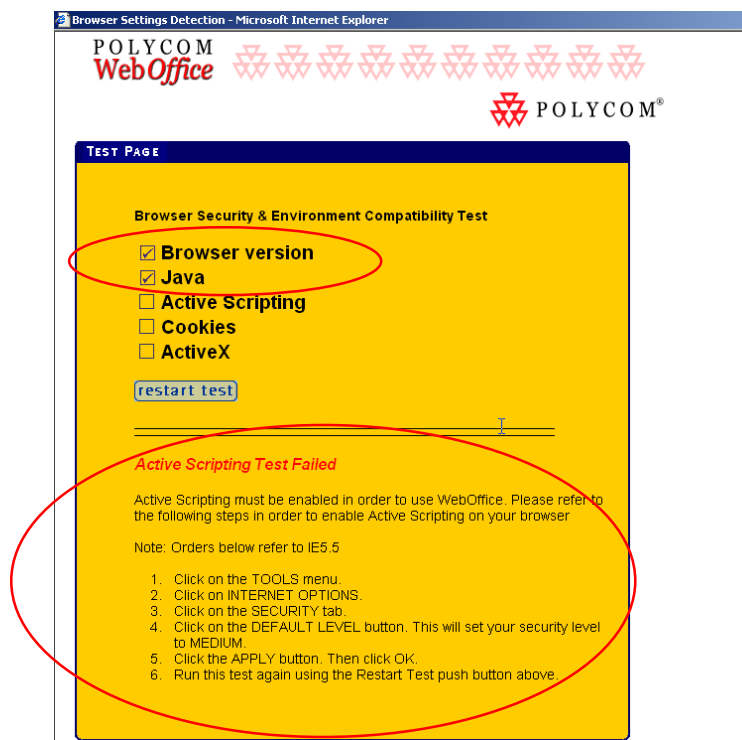 Browser Settings Detection - Microsoft Internet Explorer
POLYCOM
WebOffice
POLYCOM®
TEST PAGE
Browser Security & Environment Compatibility Test
Browser version
Java
Active Scripting
Cookies
ActiveX
restart test
Active Scripting Test Failed
Active Scripting must be enabled in order to use WebOffice. Please refer to
the following steps in order to enable Active Scripting on your browser
Note: Orders below refer to IE5.5
1. Click on the TOOLS menu.
2. Click on INTERNET OPTIONS.
3. Click on the SECURITY tab.
4. Click on the DEFAULT LEVEL button. This will set your security level
to MEDIUM.
5. Click the APPLY button. Then click OK.
6. Run this test again using the Restart Test push button above.